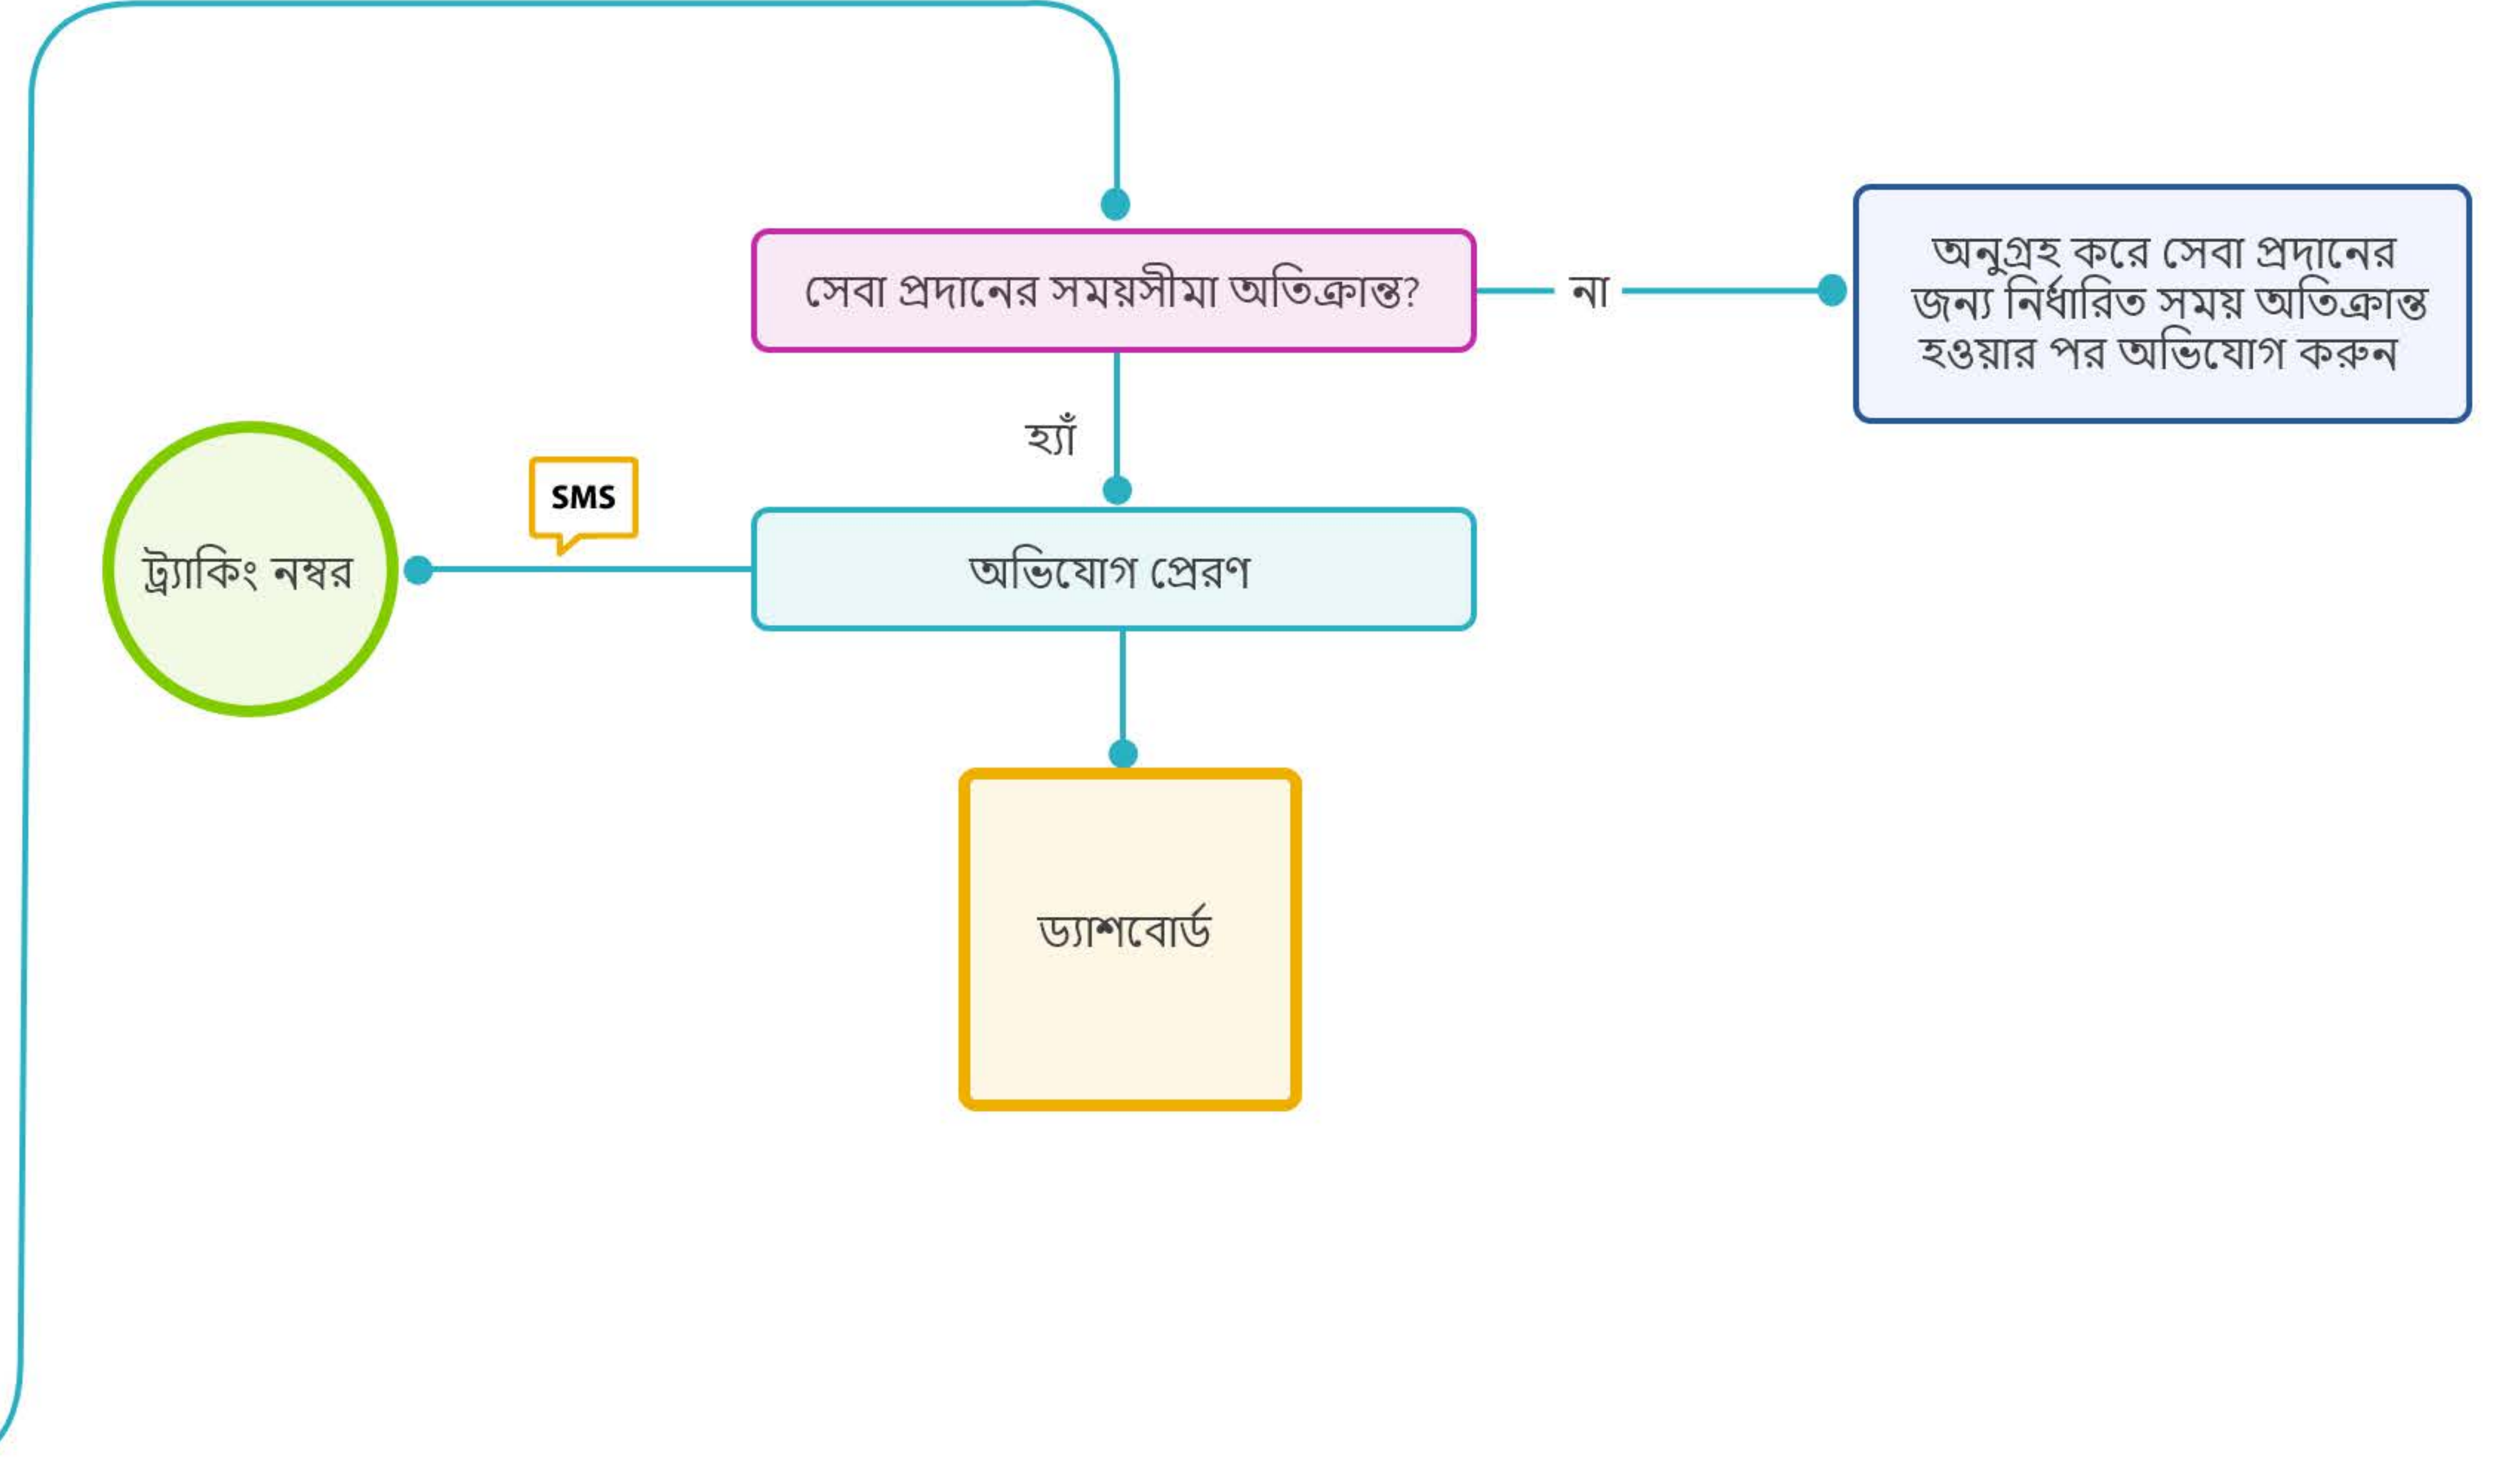 সেবা প্রদানের সময়সীমা অতিক্রান্ত?
না
অনুগ্রহ করে সেবা প্রদানের
জন্য নির্ধারিত সময় অতিক্রান্ত
হওয়ার পর অভিযোগ করুন
হ্যাঁ
SMS
ট্র্যাকিং নম্বর
অভিযোগ প্রেরণ
ড্যাশবোর্ড